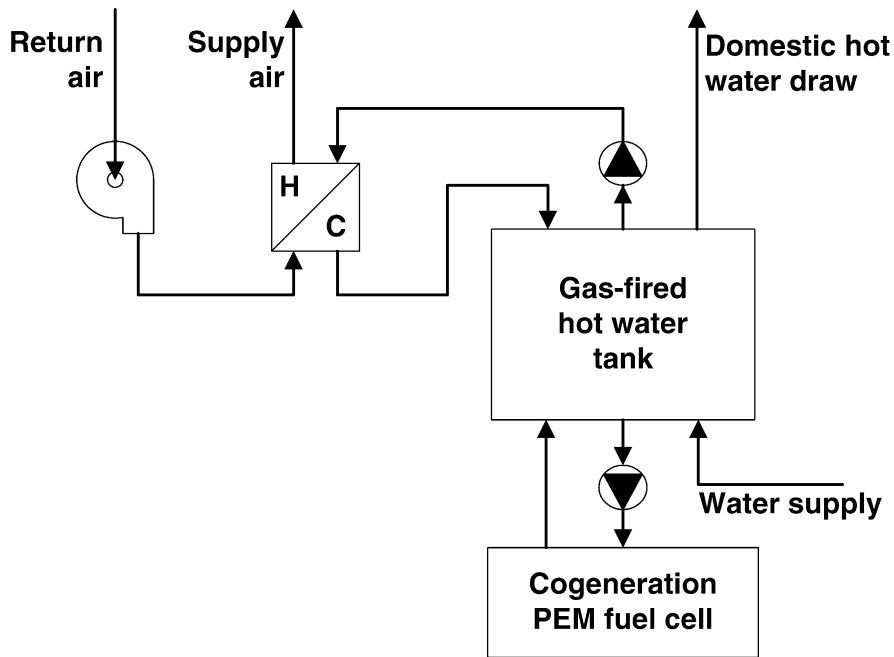 Return
air
Supply
air
Domestic hot
water draw
H
C
Gas-fired
hot water
tank
Water supply
Cogeneration
PEM fuel cell